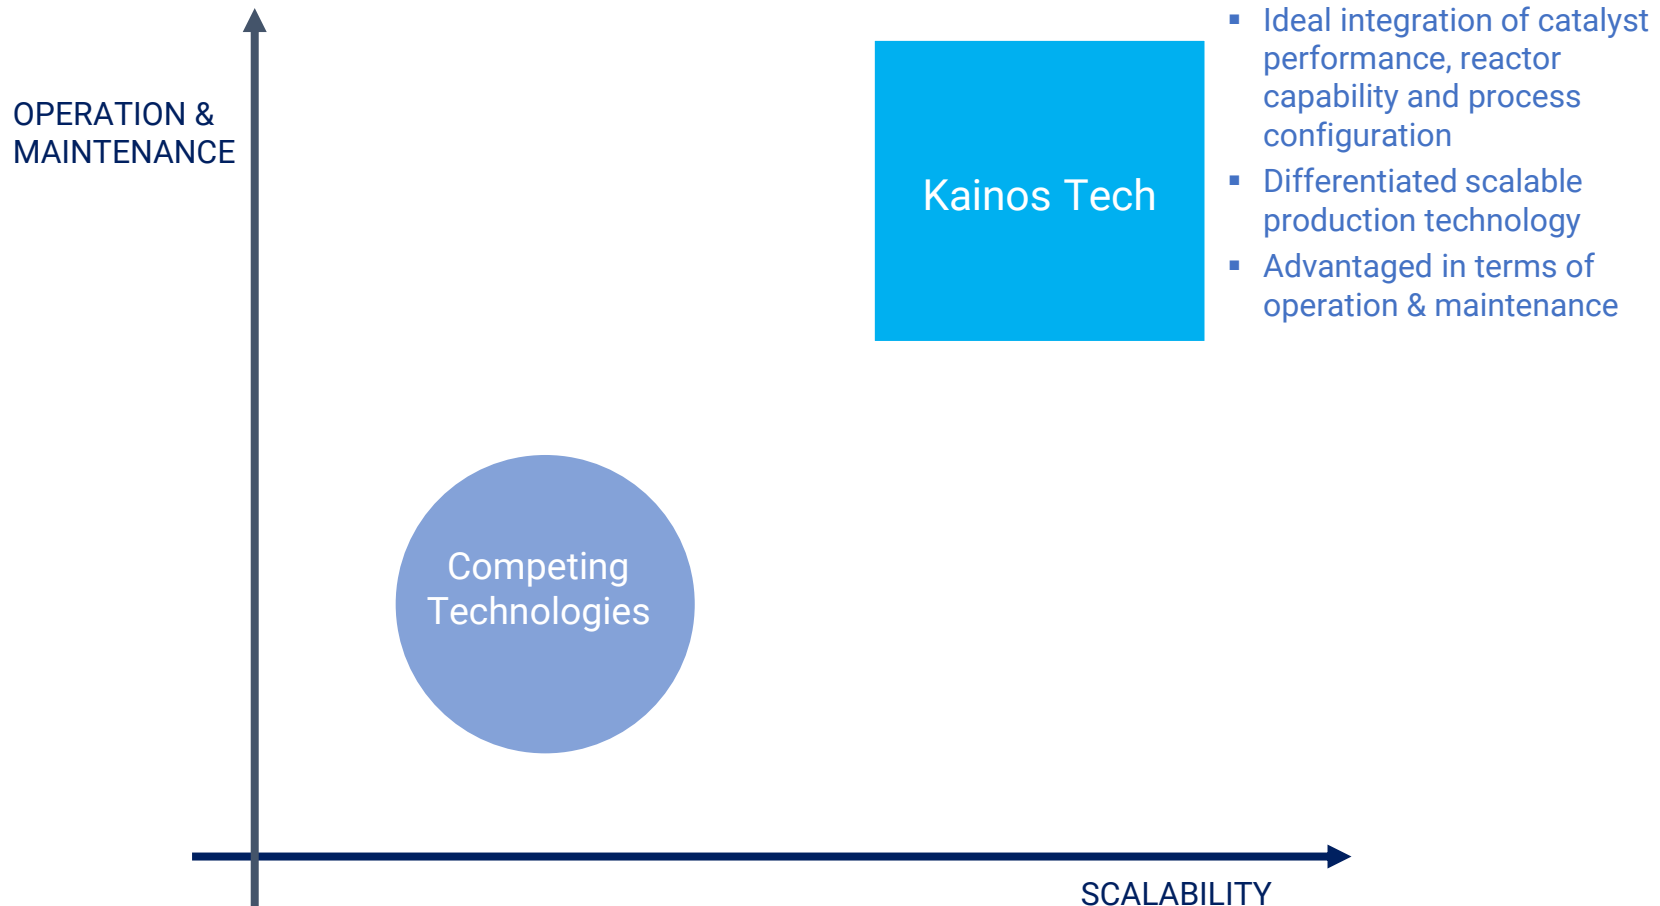 OPERATION &
MAINTENANCE
Kainos Tech
▪ Ideal integration of catalyst
performance, reactor
capability and process
configuration
▪ Differentiated scalable
production technology
▪ Advantaged in terms of
operation & maintenance
Competing
Technologies
SCALABILITY